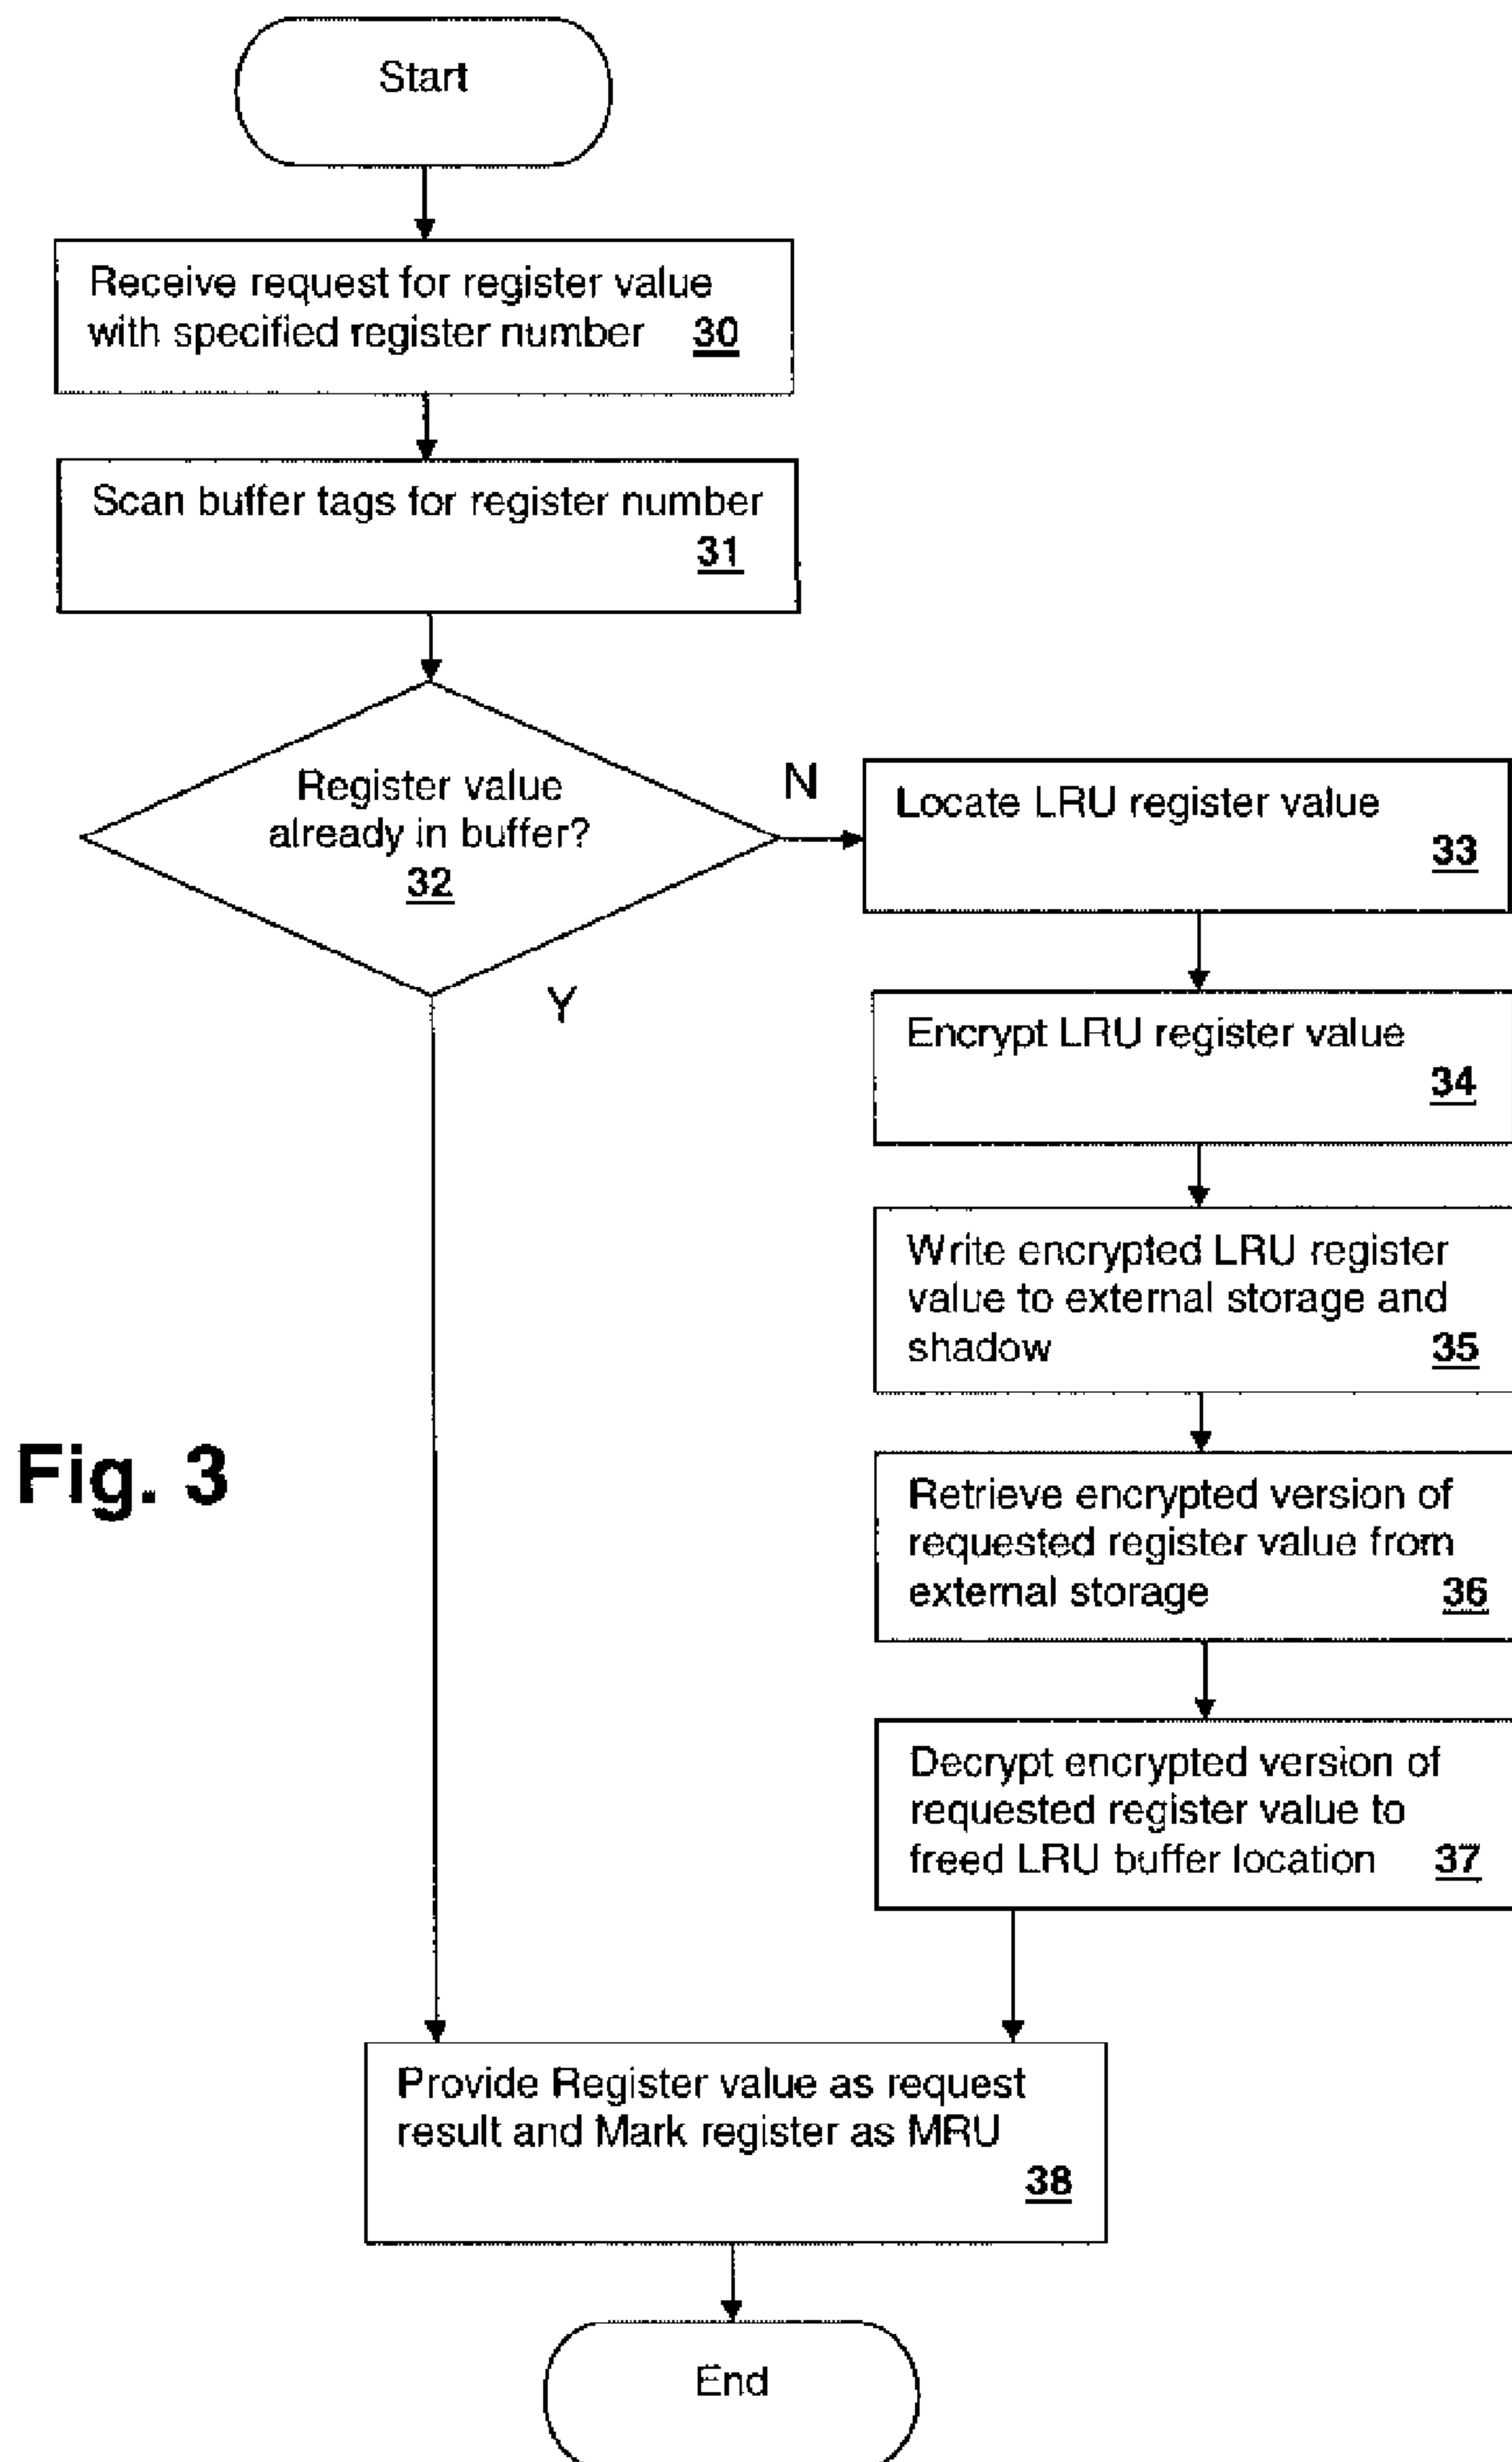 Start
Receive request for register value
with specified register number 30
Scan buffer tags for register number
31
Register value
already in buffer?
32
N
Y
Locate LRU register value
33
Encrypt LRU register value
34
Write encrypted LRU register
value to external storage and
shadow 35
Retrieve encrypted version of
requested register value from
external storage 36
Decrypt encrypted version of
requested register value to
freed LRU buffer location 37
Fig. 3
Provide Register value as request
result and Mark register as MRU
38
End